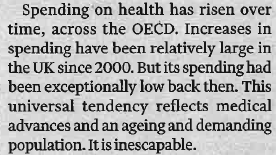 Spending on health has risen over
time, across the OECD. Increases in
spending have been relatively large in
the UK since 2000. But its spending had
been exceptionally low back then. This
universal tendency reflects medical
advances and an ageing and demanding
population. It is inescapable.